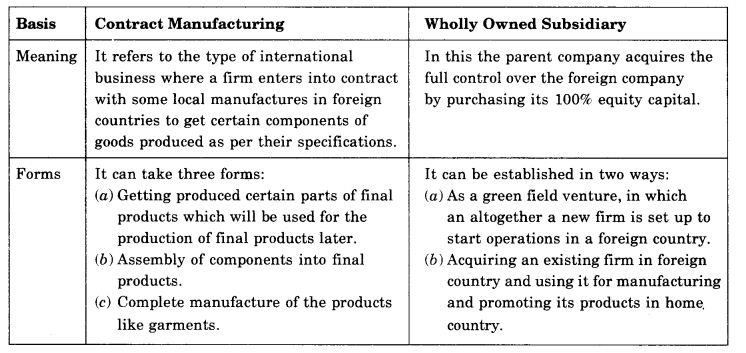 Basis
Contract Manufacturing
Wholly Owned Subsidiary
Meaning
It refers to the type of international
business where a firm enters into contract
with some local manufactures in foreign
countries to get certain components of
goods produced as per their specifications.
In this the parent company acquires the
full control over the foreign company
by purchasing its 100% equity capital.
Forms
It can take three forms:
(a) Getting produced certain parts of final
products which will be used for the
production of final products later.
(b) Assembly of components into final
products.
(c) Complete manufacture of the products
like garments.
It can be established in two ways:
(a) As a green field venture, in which
an altogether a new firm is set up to
start operations in a foreign country.
(b) Acquiring an existing firm in foreign
country and using it for manufacturing
and promoting its products in home
country.